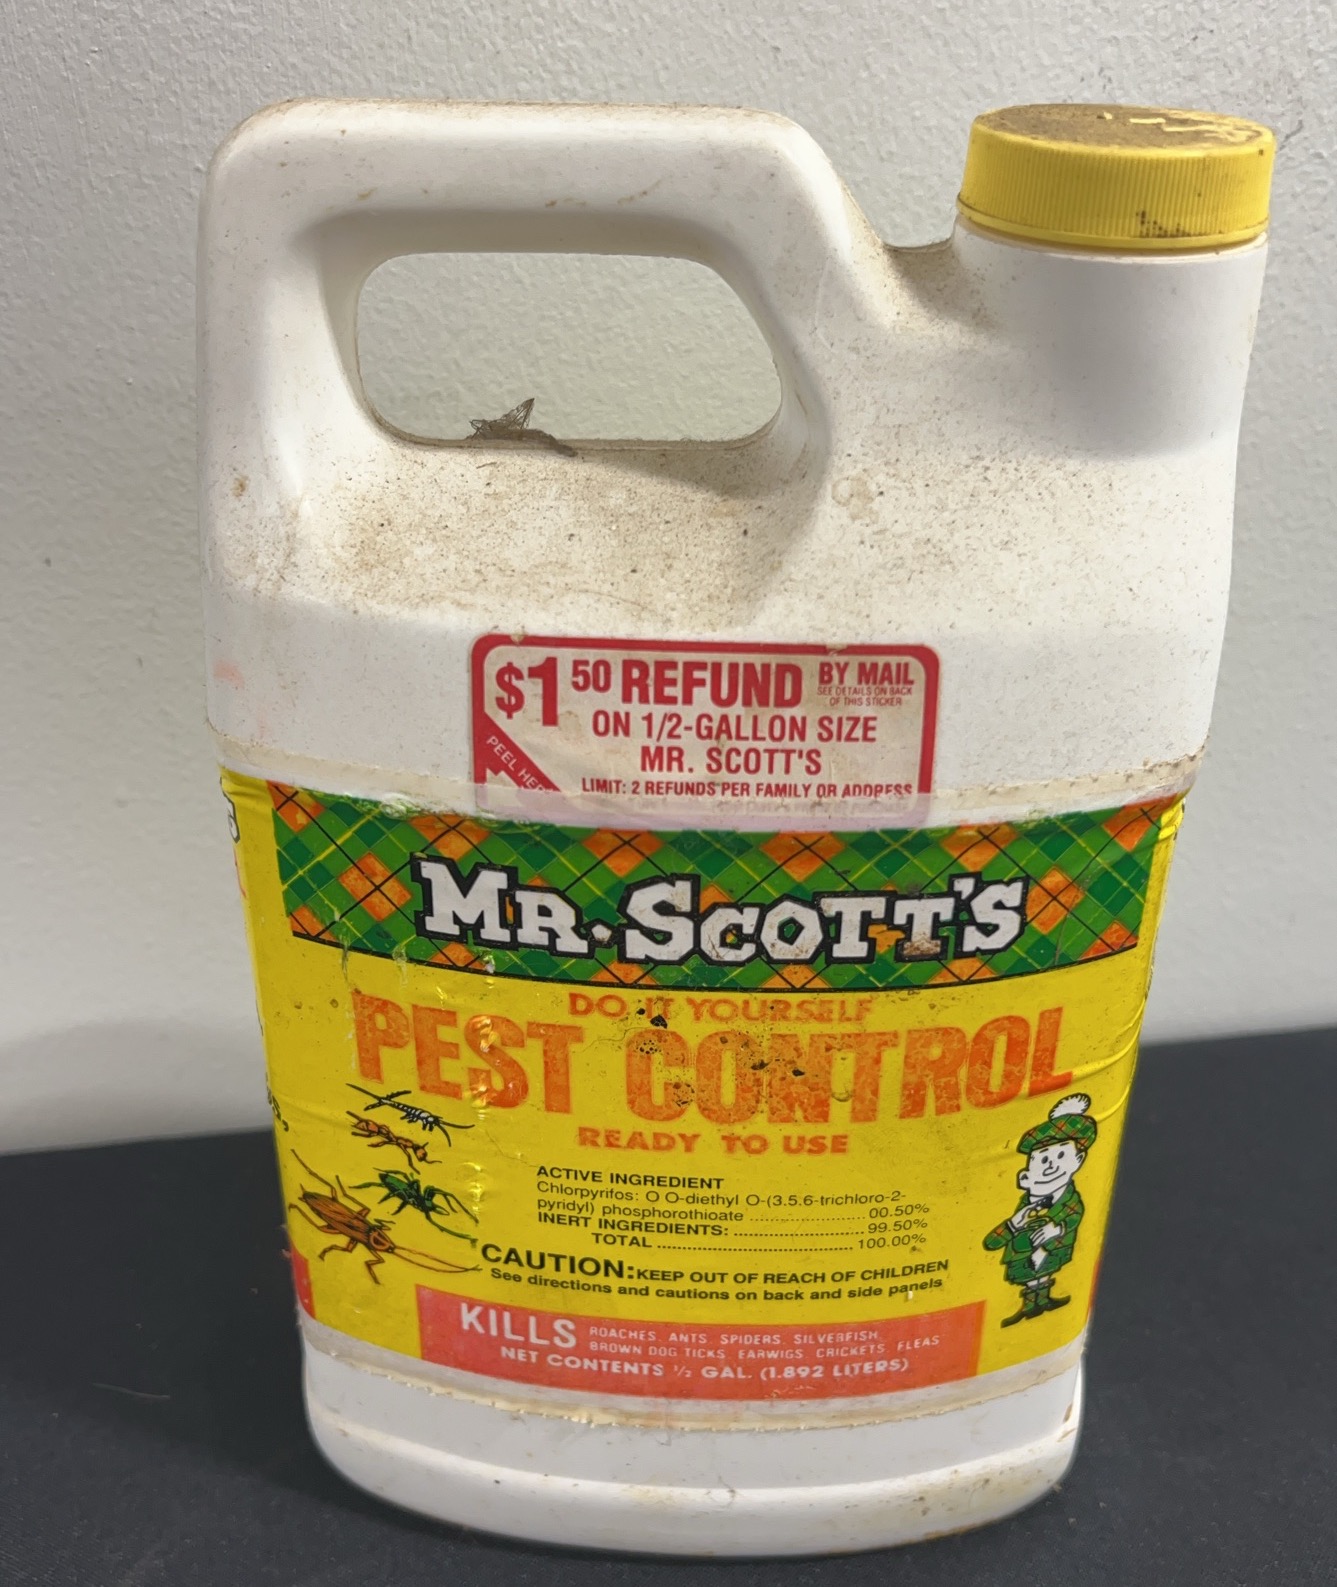 $1 50 REFUND BY MAIL
SEE DETAILS ON BACK
OF THIS STICKER
ON 1/2-GALLON SIZE
MR. SCOTT'S
PEEL HERE
LIMIT: 2 REFUNDS PER FAMILY OR ADDRESS
MR. SCOTT'S
DO IT YOURSELF
PEST CONTROL
READY TO USE
ACTIVE INGREDIENT
Chlorpyrifos: O O-diethyl O-(3.5.6-trichloro-2-
pyridyl) phosphorothioate ................ 00.50%
INERT INGREDIENTS: .................. 99.50%
TOTAL ........................... 100.00%
CAUTION: KEEP OUT OF REACH OF CHILDREN
See directions and cautions on back and side panels
KILLS ROACHES. ANTS. SPIDERS. SILVERFISH.
BROWN DOG TICKS. EARWIGS. CRICKETS. FLEAS
NET CONTENTS ½ GAL. (1.892 LITERS)